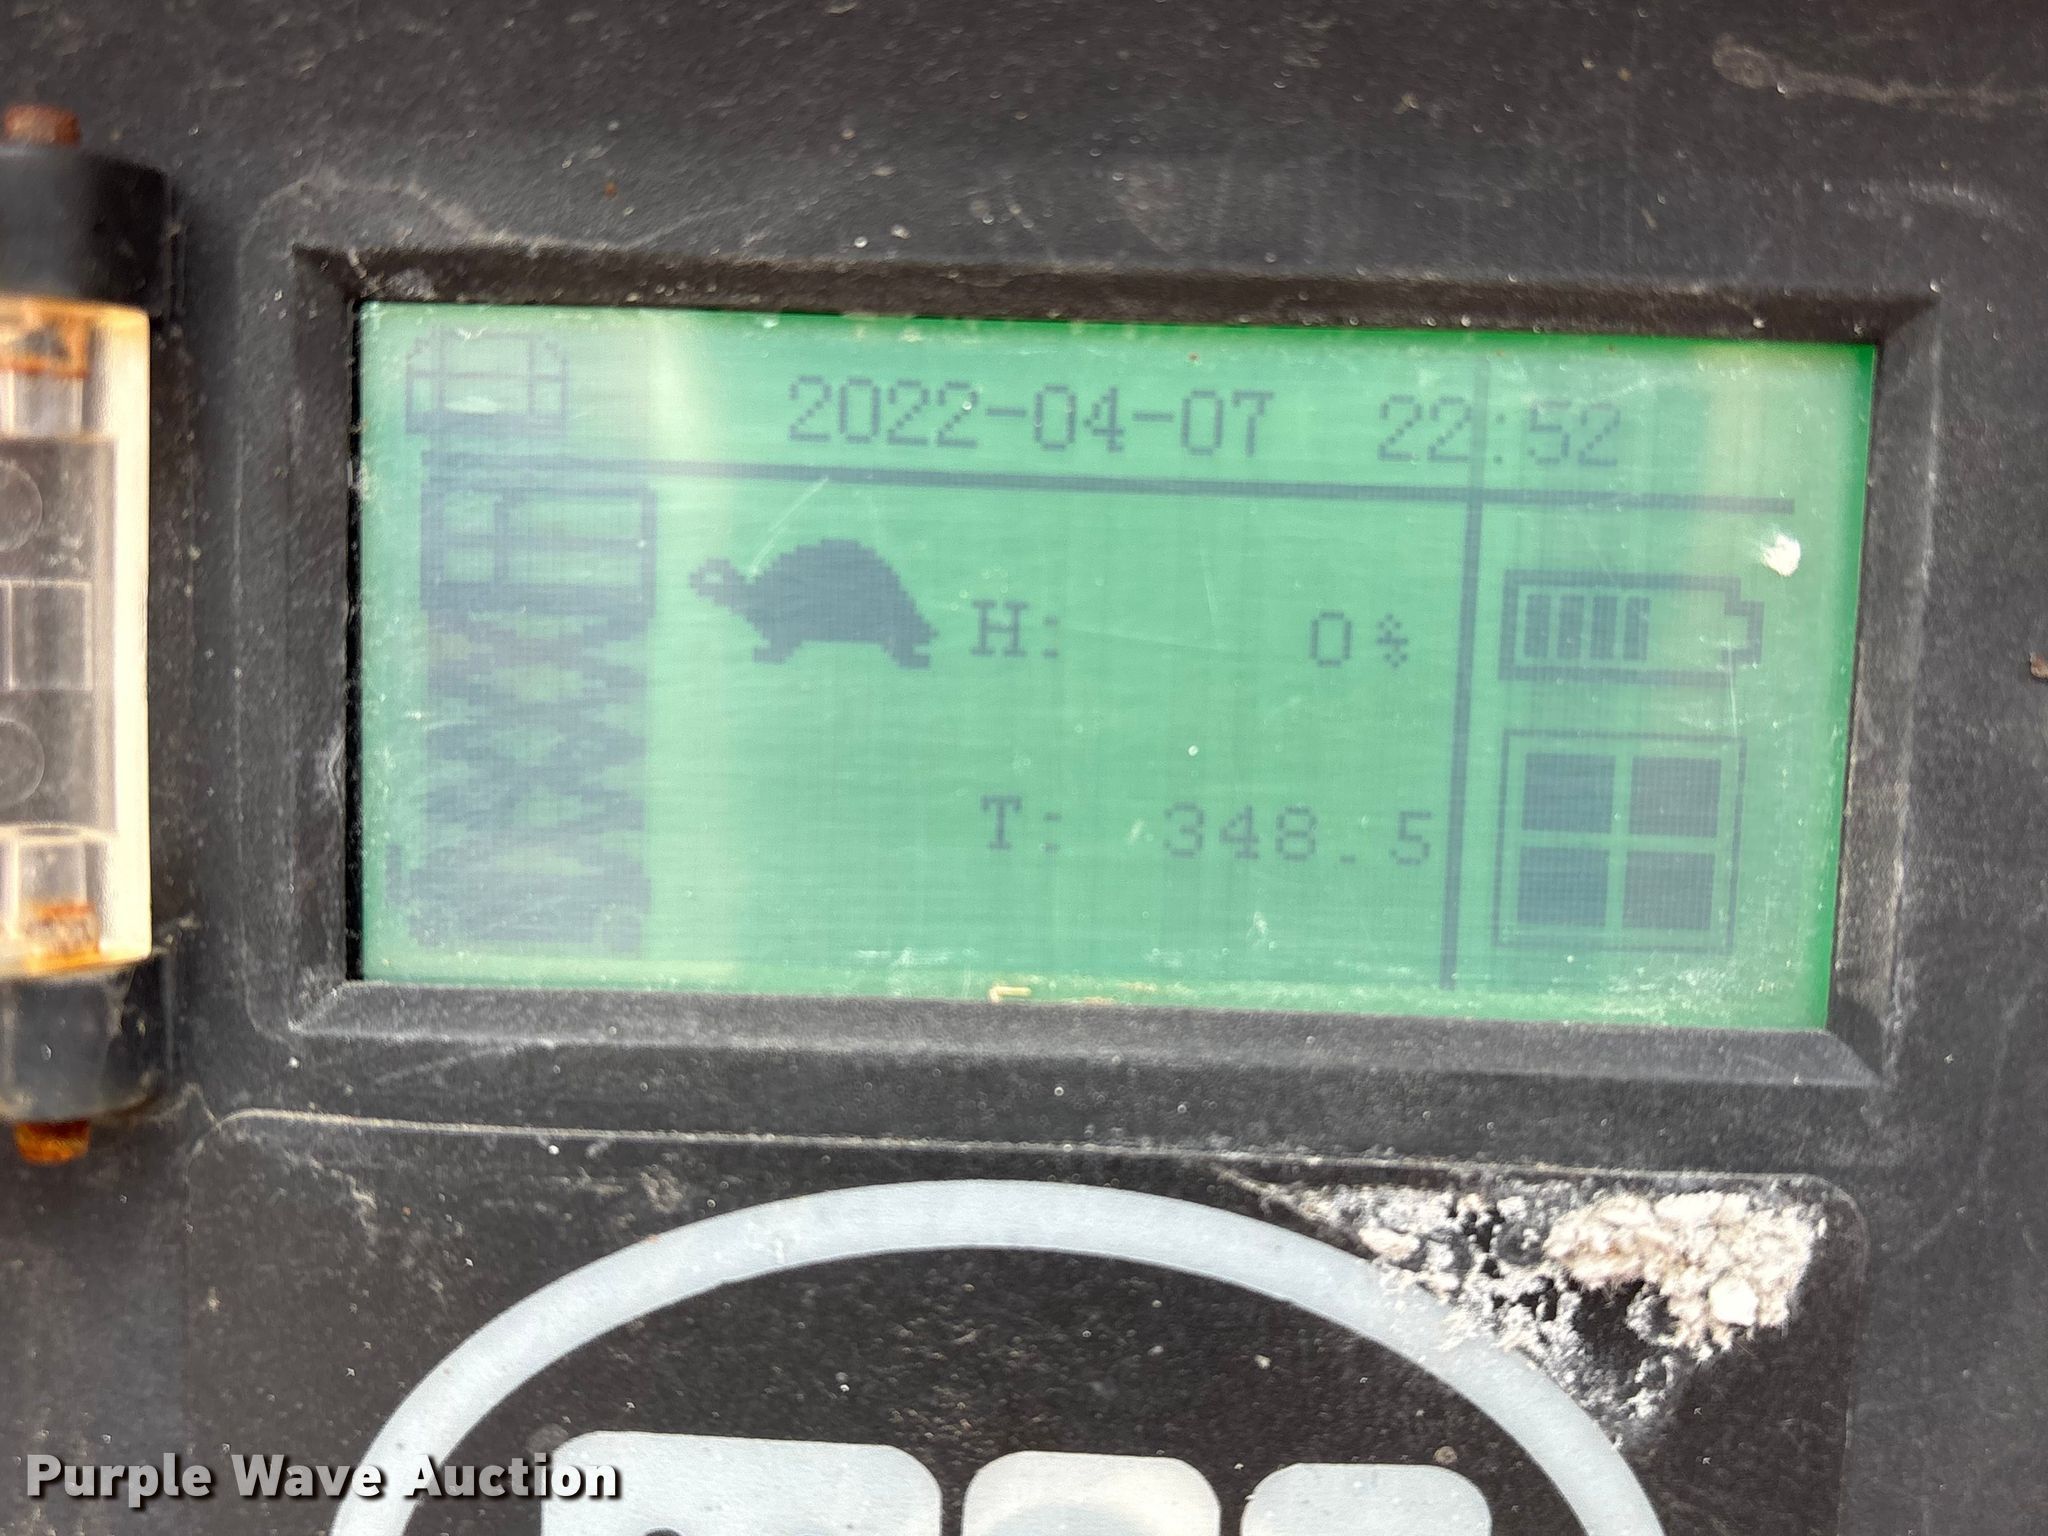 2022-04-07 22:52
H: 0%
T: 348.5
Purple Wave Auction